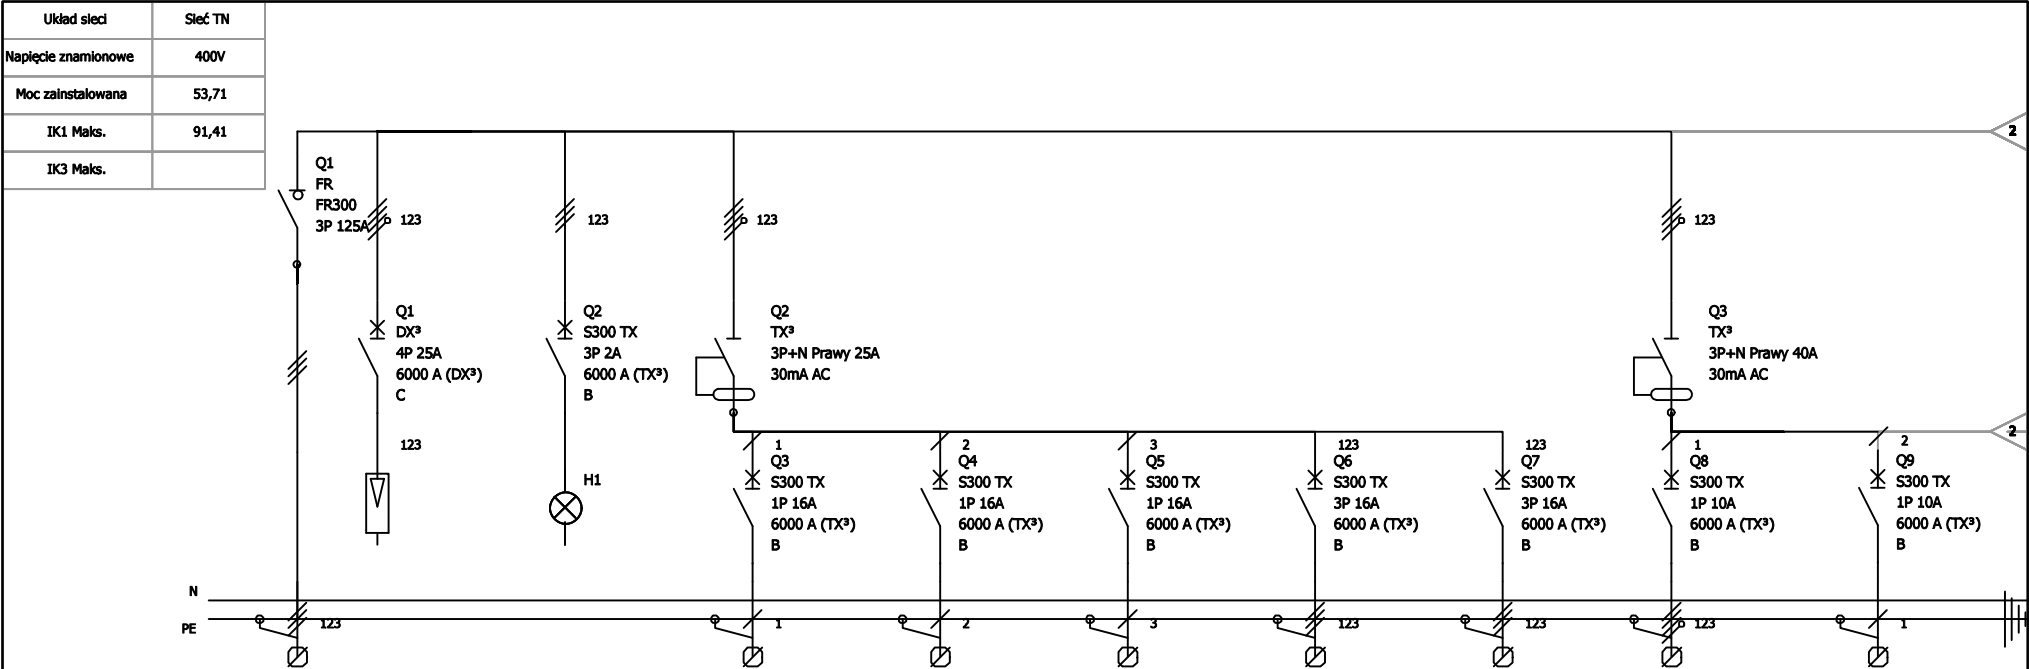 Układ sieci Sieć TN
Napięcie znamionowe 400V
Moc zainstalowana 53,71
IK1 Maks. 91,41
IK3 Maks.
2
Q1
FR
FR300
3P 125A
123
123
123
123
Q1
DX³
4P 25A
6000 A (DX³)
C
123
Q2
S300 TX
3P 2A
6000 A (TX³)
B
H1
Q2
TX³
3P+N Prawy 25A
30mA AC
Q3
TX³
3P+N Prawy 40A
30mA AC
2
1
Q3
S300 TX
1P 16A
6000 A (TX³)
B
2
Q4
S300 TX
1P 16A
6000 A (TX³)
B
3
Q5
S300 TX
1P 16A
6000 A (TX³)
B
123
Q6
S300 TX
3P 16A
6000 A (TX³)
B
123
Q7
S300 TX
3P 16A
6000 A (TX³)
B
1
Q8
S300 TX
1P 10A
6000 A (TX³)
B
2
Q9
S300 TX
1P 10A
6000 A (TX³)
B
N
PE
123
1
2
3
123
123
123
1